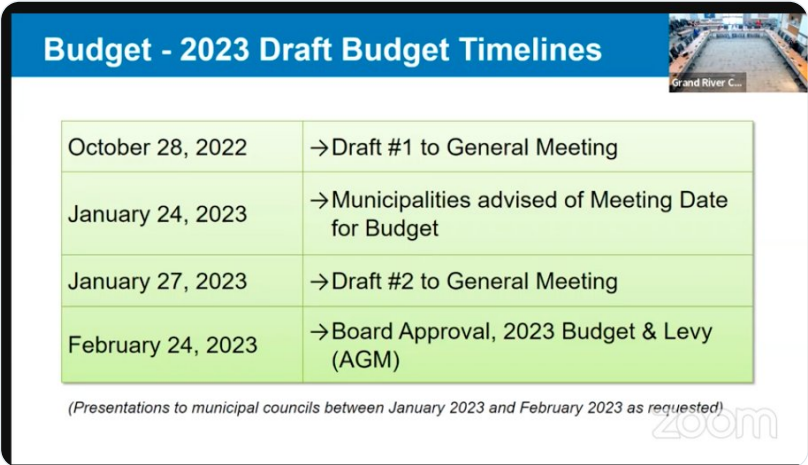 Budget - 2023 Draft Budget Timelines
Grand River C...
October 28, 2022
→Draft #1 to General Meeting
January 24, 2023
→Municipalities advised of Meeting Date
for Budget
January 27, 2023
→Draft #2 to General Meeting
February 24, 2023
→Board Approval, 2023 Budget & Levy
(AGM)
(Presentations to municipal councils between January 2023 and February 2023 as requested)
zoom